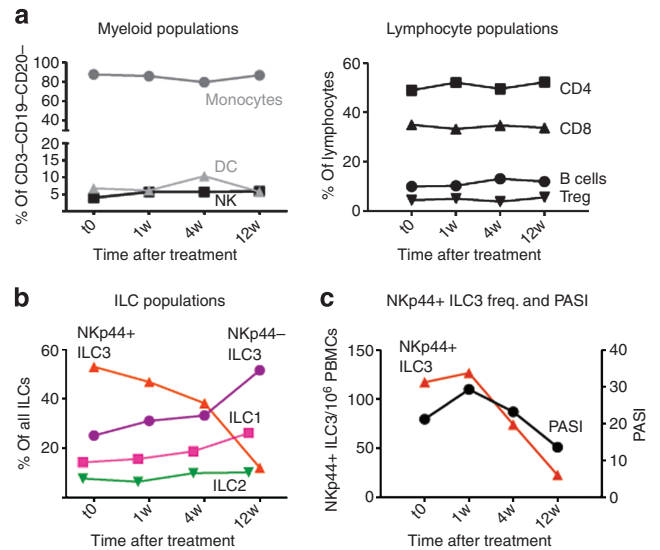 a
Myeloid populations
% Of CD3–CD19–CD20–
100
80
60
40
20
15
10
5
Monocytes
DC
NK
t0
1w
4w
12w
Time after treatment
Lymphocyte populations
% Of lymphocytes
60
40
20
0
CD4
CD8
B cells
Treg
t0
1w
4w
12w
Time after treatment
b
ILC populations
% Of all ILCs
60
40
20
NKp44+
ILC3
NKp44–
ILC3
ILC1
ILC2
t0
1w
4w
12w
Time after treatment
c
NKp44+ ILC3 freq. and PASI
NKp44+ ILC3/10⁶ PBMCs
150
100
50
0
NKp44+
ILC3
PASI
40
30
20
10
0
PASI
t0
1w
4w
12w
Time after treatment